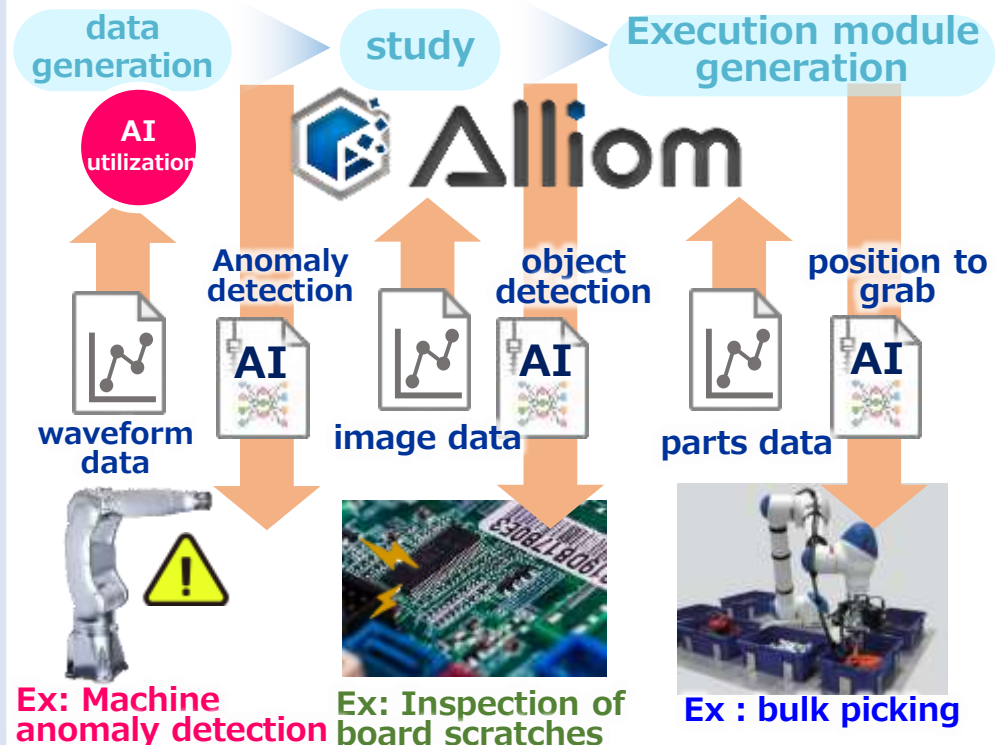 data
generation
study
Execution module
generation
AI
utilization
Alliom
Anomaly
detection
object
detection
position to
grab
AI
AI
AI
waveform
data
image data
parts data
Ex: Machine
anomaly detection
Ex: Inspection of
board scratches
Ex : bulk picking